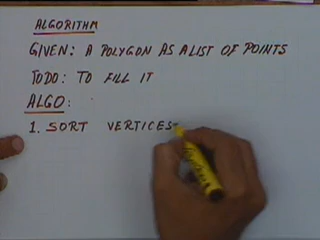 ALGORITHM
GIVEN: A POLYGON AS A LIST OF POINTS
TODO: TO FILL IT
ALGO:
1. SORT VERTICES